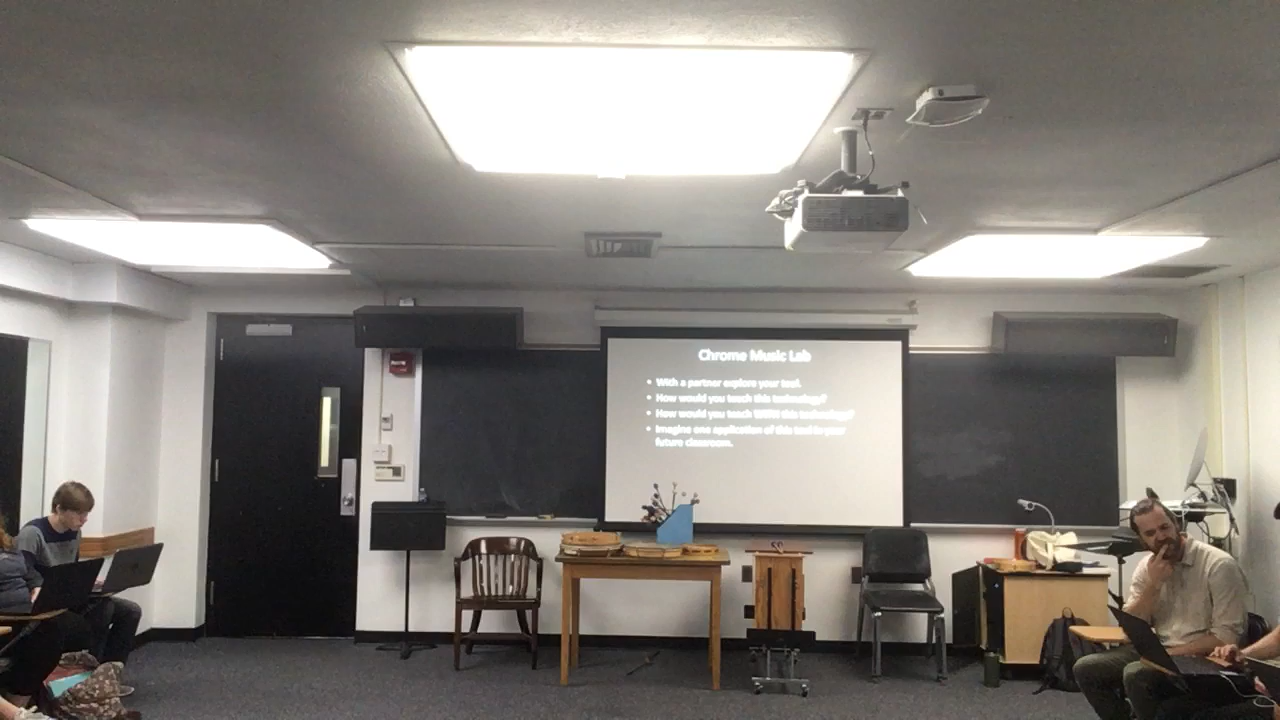 Chrome Music Lab
• With a partner explore your tool.
• How would you teach this technology?
• How would you teach WITH this technology?
• Imagine one application of this tool in your
future classroom.